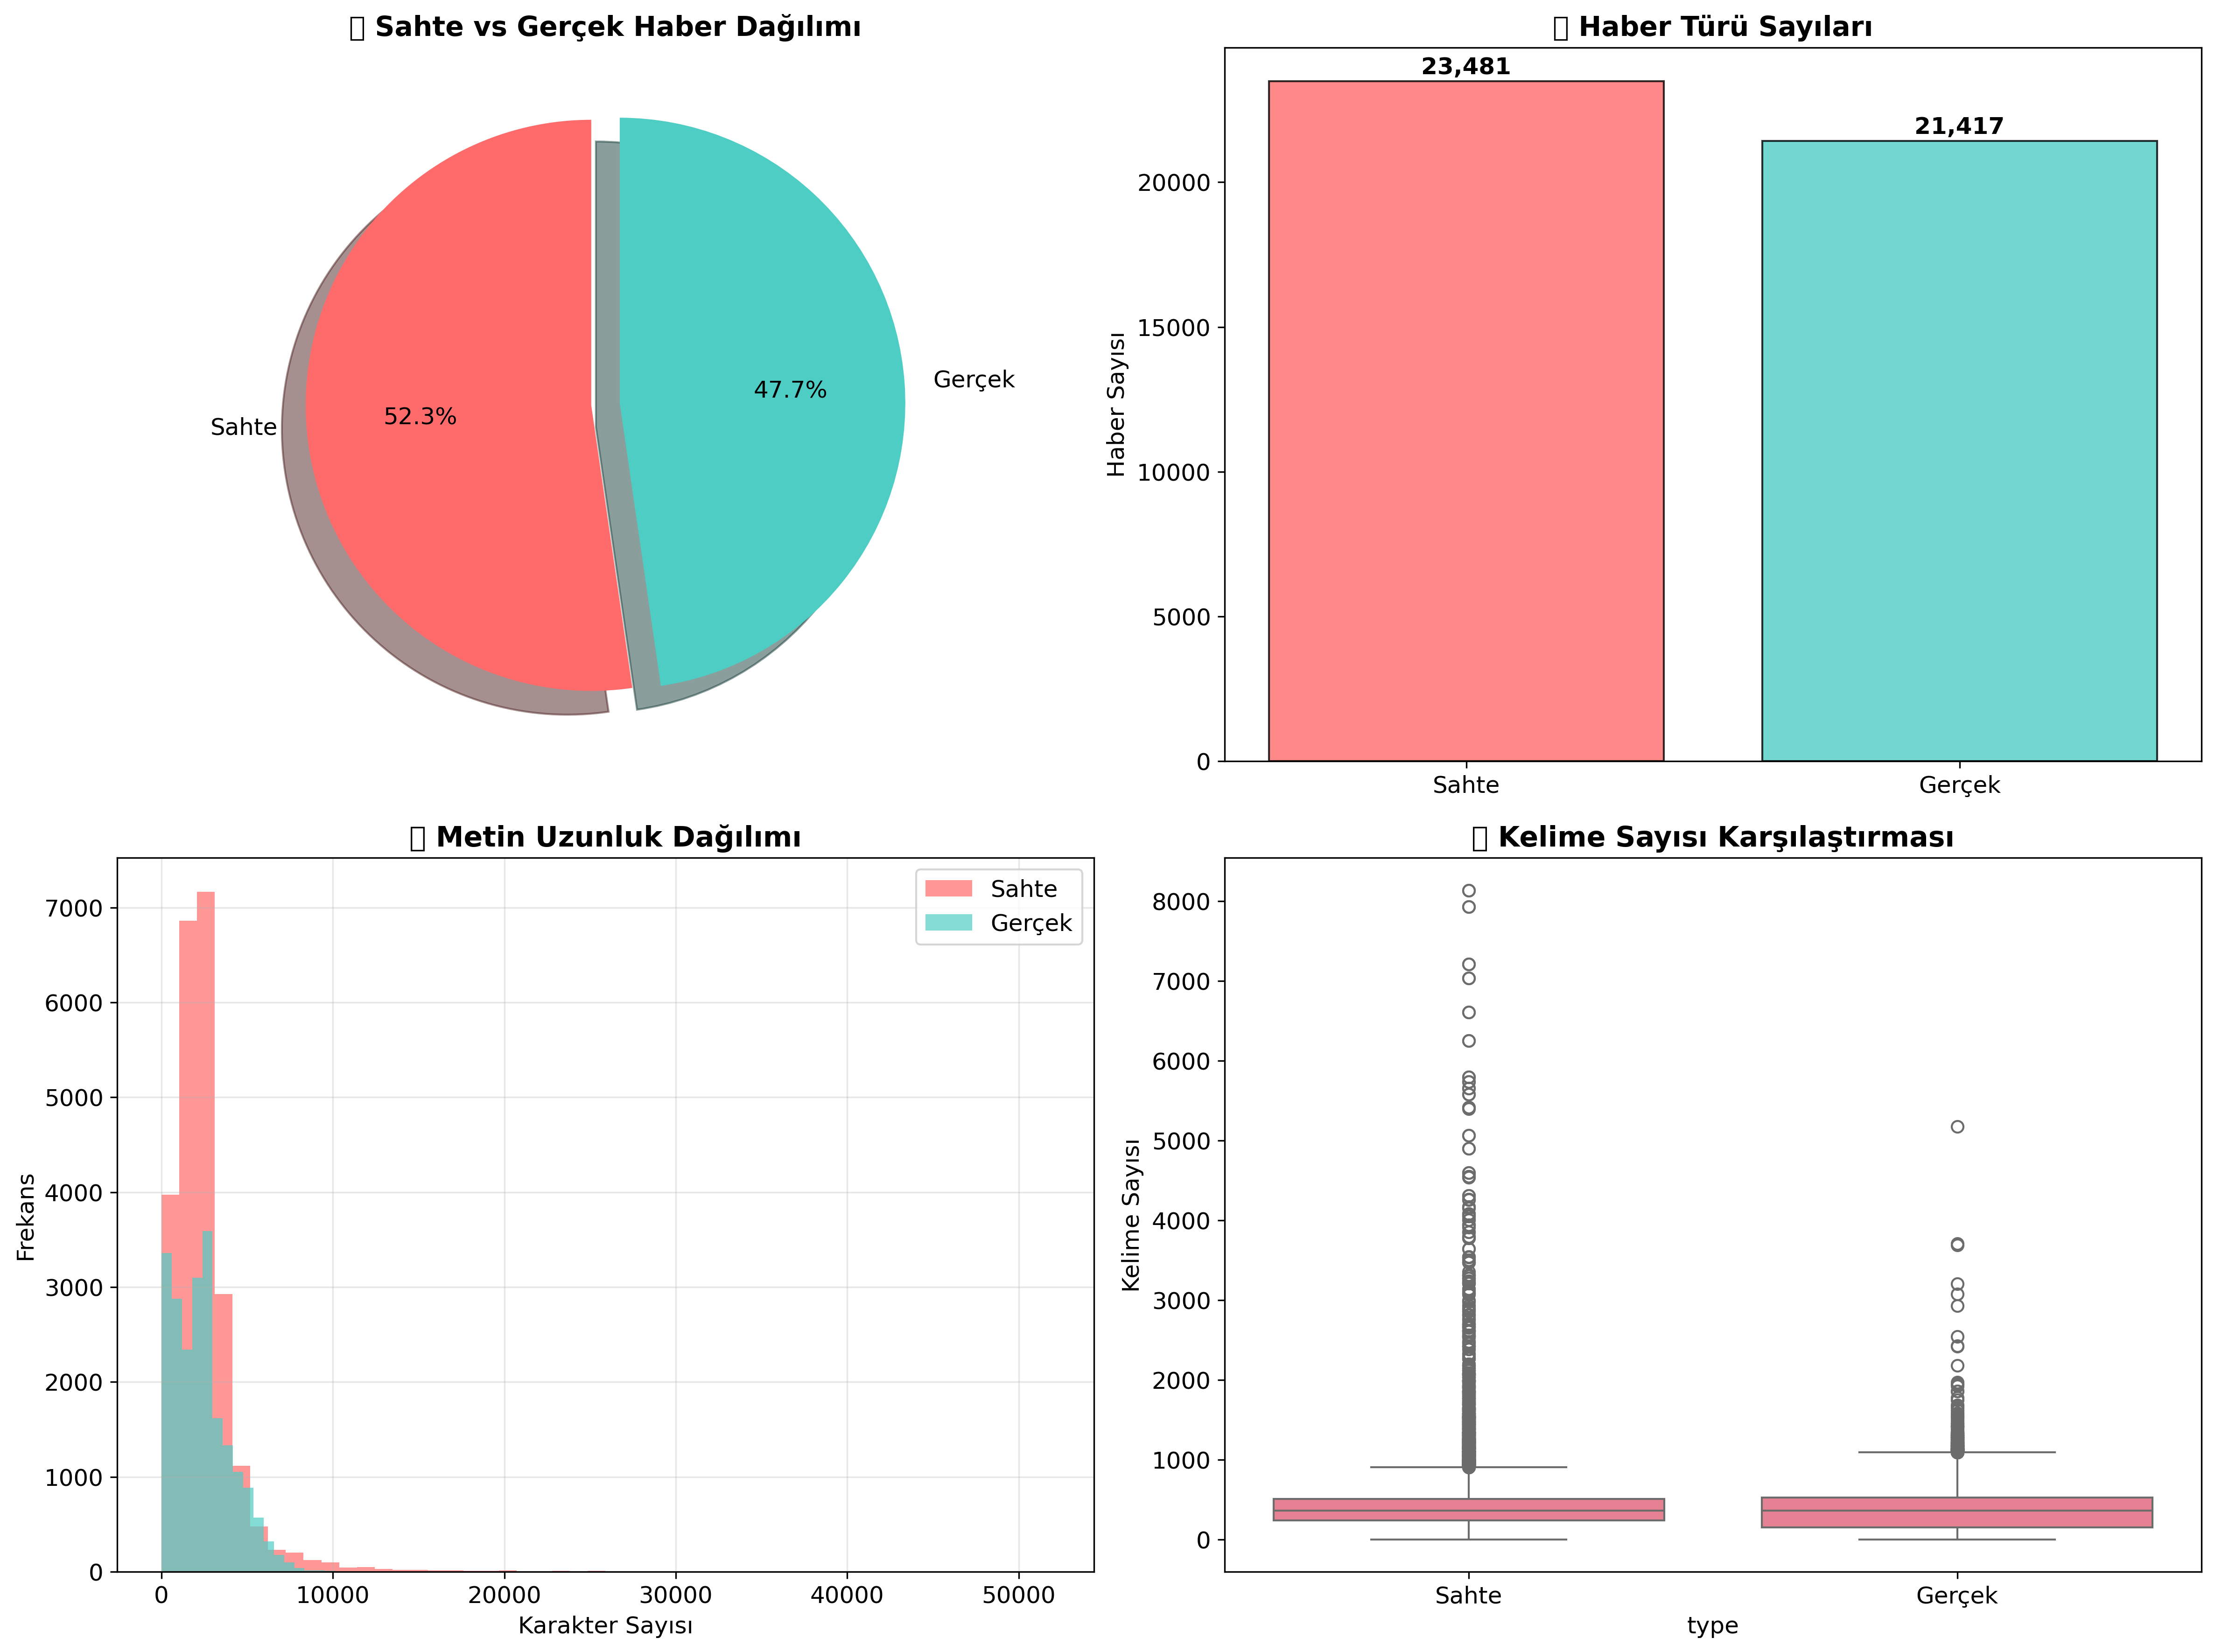 Sahte vs Gerçek Haber Dağılımı
Sahte
52.3%
47.7%
Gerçek
Haber Türü Sayıları
23,481
21,417
Haber Sayısı
20000
15000
10000
5000
0
Sahte
Gerçek
Metin Uzunluk Dağılımı
Sahte
Gerçek
Frekans
7000
6000
5000
4000
3000
2000
1000
0
0
10000
20000
30000
40000
50000
Karakter Sayısı
Kelime Sayısı Karşılaştırması
Kelime Sayısı
8000
7000
6000
5000
4000
3000
2000
1000
0
Sahte
Gerçek
type